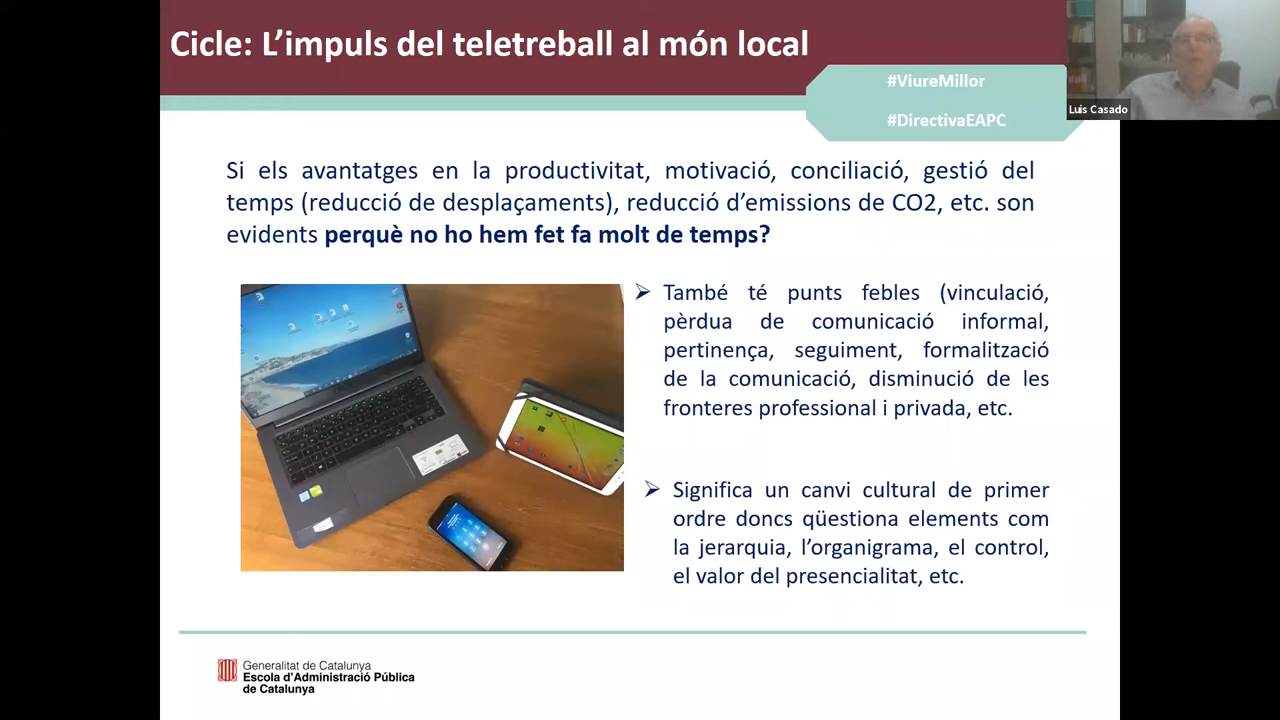 Cicle: L’impuls del teletreball al món local
#ViureMillor
#DirectivaEAPC
Luis Casado
Si els avantatges en la productivitat, motivació, conciliació, gestió del
temps (reducció de desplaçaments), reducció d’emissions de CO2, etc. son
evidents perquè no ho hem fet fa molt de temps?
També té punts febles (vinculació,
pèrdua de comunicació informal,
pertinença, seguiment, formalització
de la comunicació, disminució de les
fronteres professional i privada, etc.
Significa un canvi cultural de primer
ordre doncs qüestiona elements com
la jerarquia, l’organigrama, el control,
el valor del presencialitat, etc.
Generalitat de Catalunya
Escola d’Administració Pública
de Catalunya